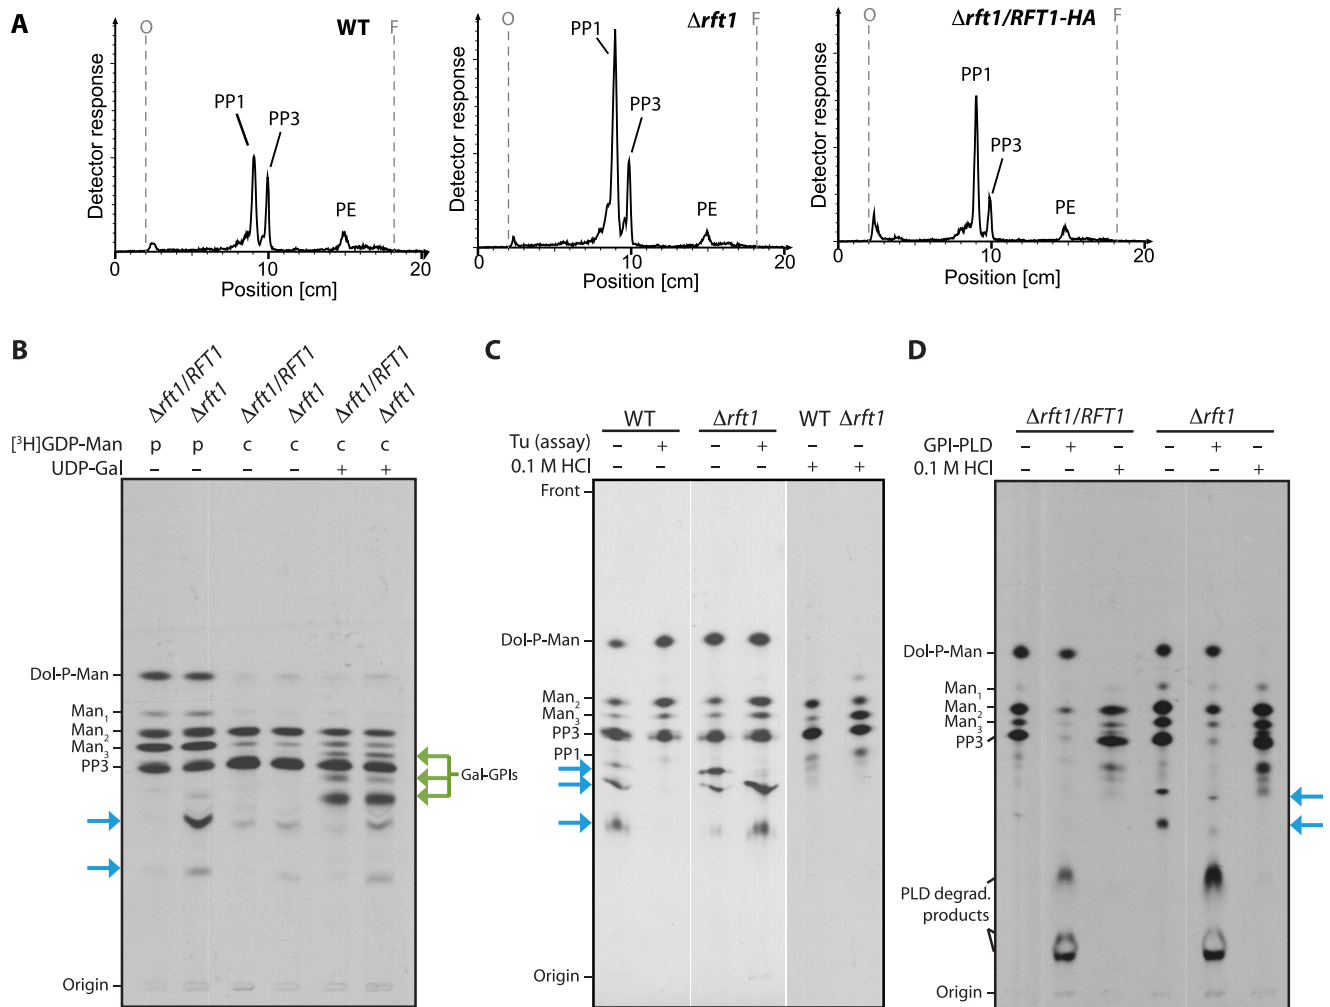 A
WT
O
F
PP1
PP3
PE
Detector response
0
10
20
Position [cm]
Δrft1
O
F
PP1
PP3
PE
Detector response
0
10
20
Position [cm]
Δrft1/RFT1-HA
O
F
PP1
PP3
PE
Detector response
0
10
20
Position [cm]
B
Δrft1/RFT1
Δrft1
Δrft1/RFT1
Δrft1
Δrft1/RFT1
Δrft1
[³H]GDP-Man p p c c c c
UDP-Gal – – – – + +
Dol-P-Man
Man₁
Man₂
Man₃
PP3
Gal-GPIs
Origin
C
WT Δrft1 WT Δrft1
Tu (assay) – + – + – –
0.1 M HCl – – – – + +
Front
Dol-P-Man
Man₂
Man₃
PP3
PP1
Origin
D
Δrft1/RFT1 Δrft1
GPI-PLD – + – – + –
0.1 M HCl – – + – – +
Dol-P-Man
Man₁
Man₂
Man₃
PP3
PLD degrad.
products
Origin